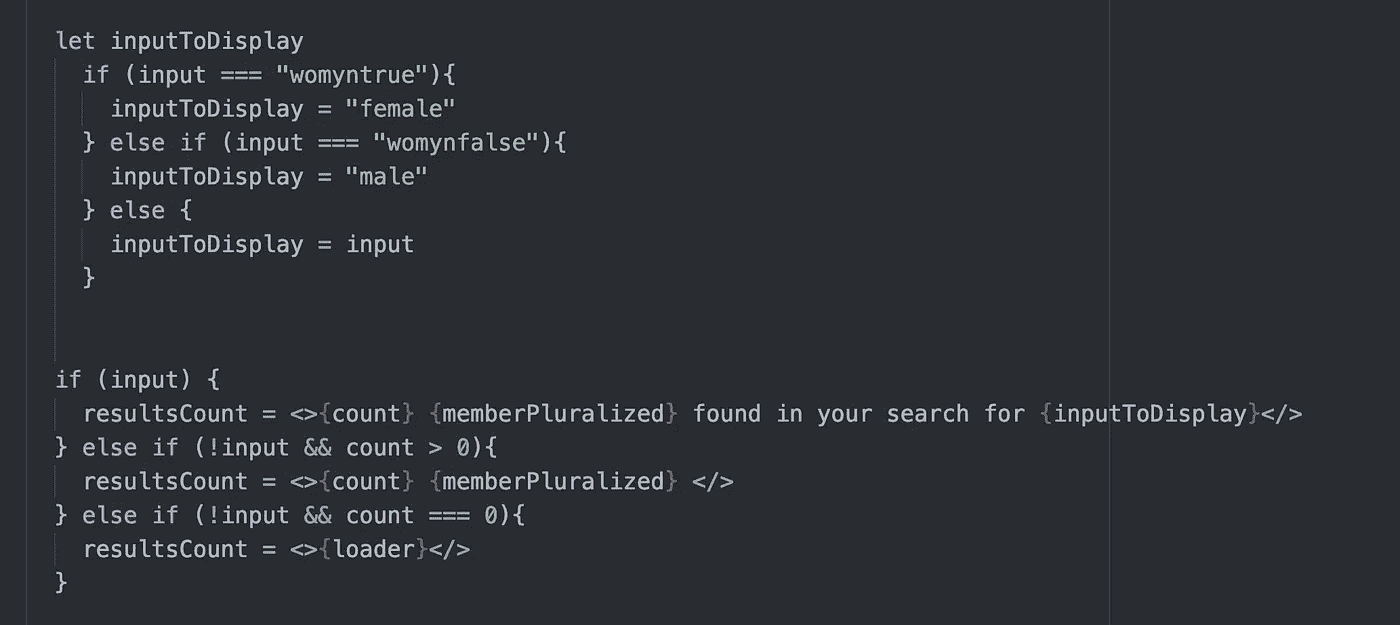 let inputToDisplay
if (input === "womyntrue"){
inputToDisplay = "female"
} else if (input === "womynfalse"){
inputToDisplay = "male"
} else {
inputToDisplay = input
}
if (input) {
resultsCount = <>{count} {memberPluralized} found in your search for {inputToDisplay}</>
} else if (!input && count > 0){
resultsCount = <>{count} {memberPluralized} </>
} else if (!input && count === 0){
resultsCount = <>{loader}</>
}